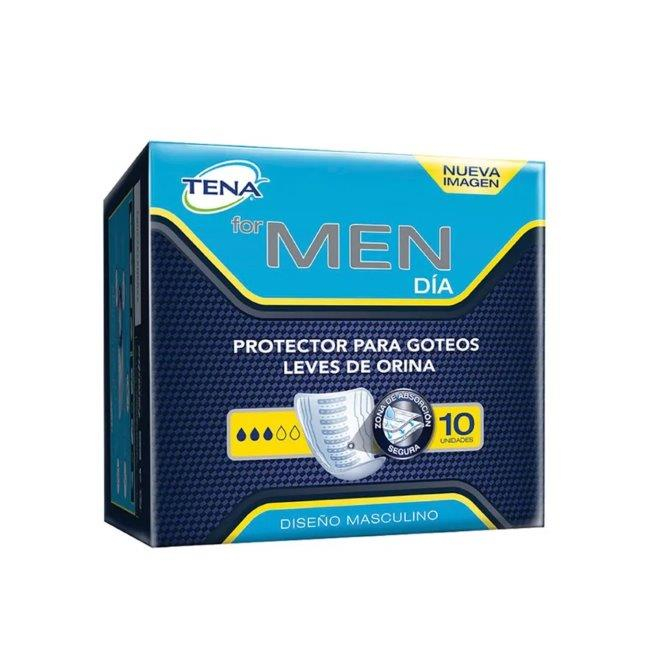 TENA
NUEVA
IMAGEN
for
MEN
DÍA
PROTECTOR PARA GOTEOS
LEVES DE ORINA
ZONA DE ABSORCIÓN
SEGURA
10
UNIDADES
DISEÑO MASCULINO